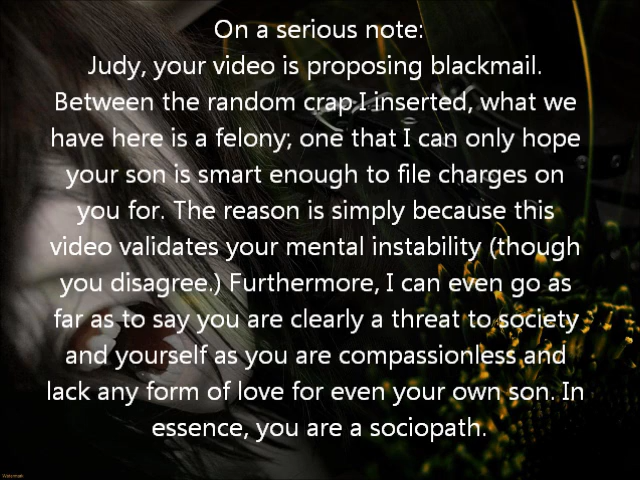 On a serious note:
Judy, your video is proposing blackmail.
Between the random crap I inserted, what we
have here is a felony; one that I can only hope
your son is smart enough to file charges on
you for. The reason is simply because this
video validates your mental instability (though
you disagree.) Furthermore, I can even go as
far as to say you are clearly a threat to society
and yourself as you are compassionless and
lack any form of love for even your own son. In
essence, you are a sociopath.
Watermark